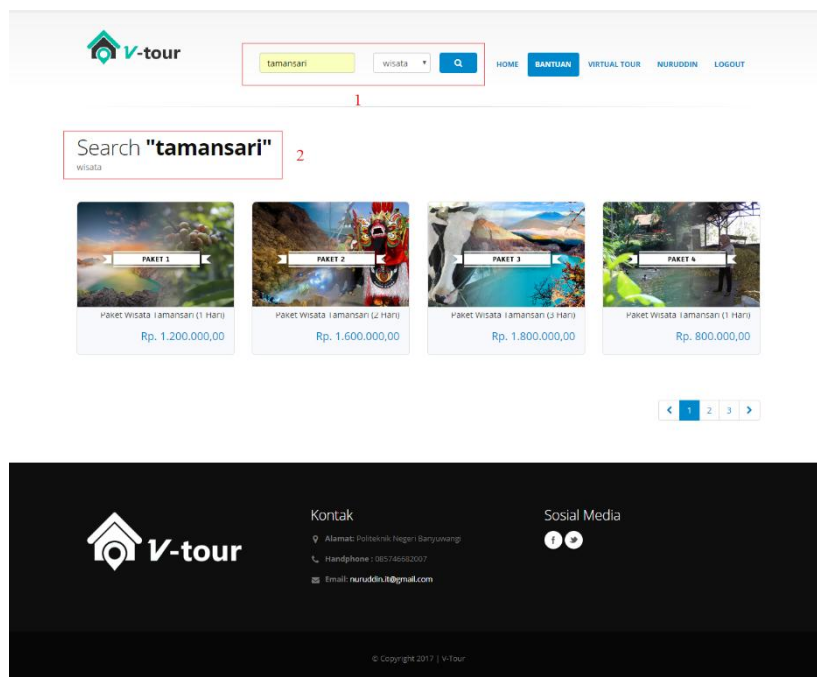 V-tour
tamansari
wisata
HOME
BANTUAN
VIRTUAL TOUR
NURUDDIN
LOGOUT
1
Search "tamansari"
wisata
2
PAKET 1
PAKET 2
PAKET 3
PAKET 4
Paket Wisata Tamansari (1 Hari)
Paket Wisata Tamansari (2 Hari)
Paket Wisata Tamansari (3 Hari)
Paket Wisata Tamansari (1 Hari)
Rp. 1.200.000,00
Rp. 1.600.000,00
Rp. 1.800.000,00
Rp. 800.000,00
1
2
3
V-tour
Kontak
Alamat: Politeknik Negeri Banyuwangi
Handphone : 085746682007
Email: nuruddin.it@gmail.com
Sosial Media
© Copyright 2017 | V-Tour